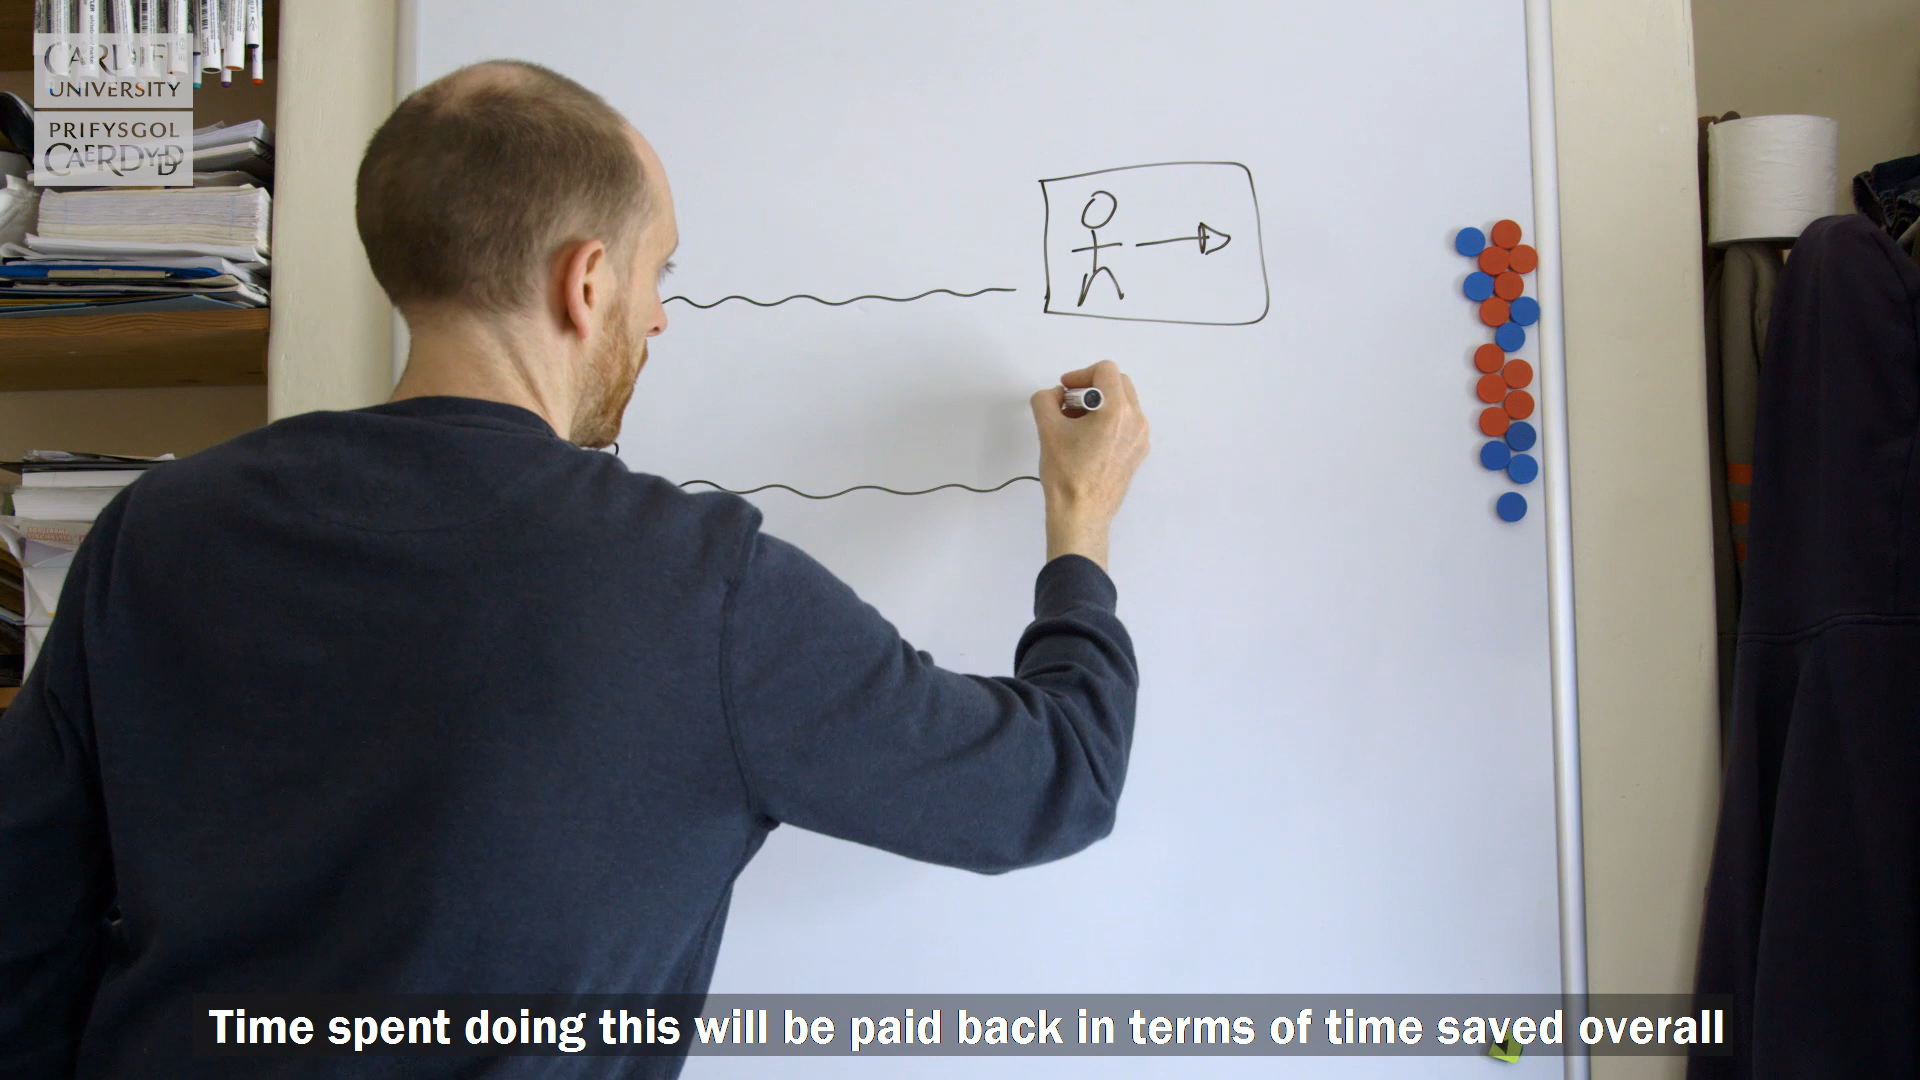 CARDIFF
UNIVERSITY
PRIFYSGOL
CAERDYDD
Time spent doing this will be paid back in terms of time saved overall